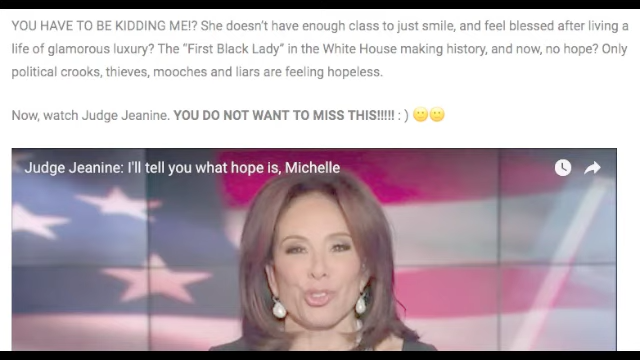 YOU HAVE TO BE KIDDING ME!? She doesn't have enough class to just smile, and feel blessed after living a
life of glamorous luxury? The "First Black Lady" in the White House making history, and now, no hope? Only
political crooks, thieves, mooches and liars are feeling hopeless.
Now, watch Judge Jeanine. YOU DO NOT WANT TO MISS THIS!!!!! : ) 🙂🙂
Judge Jeanine: I'll tell you what hope is, Michelle